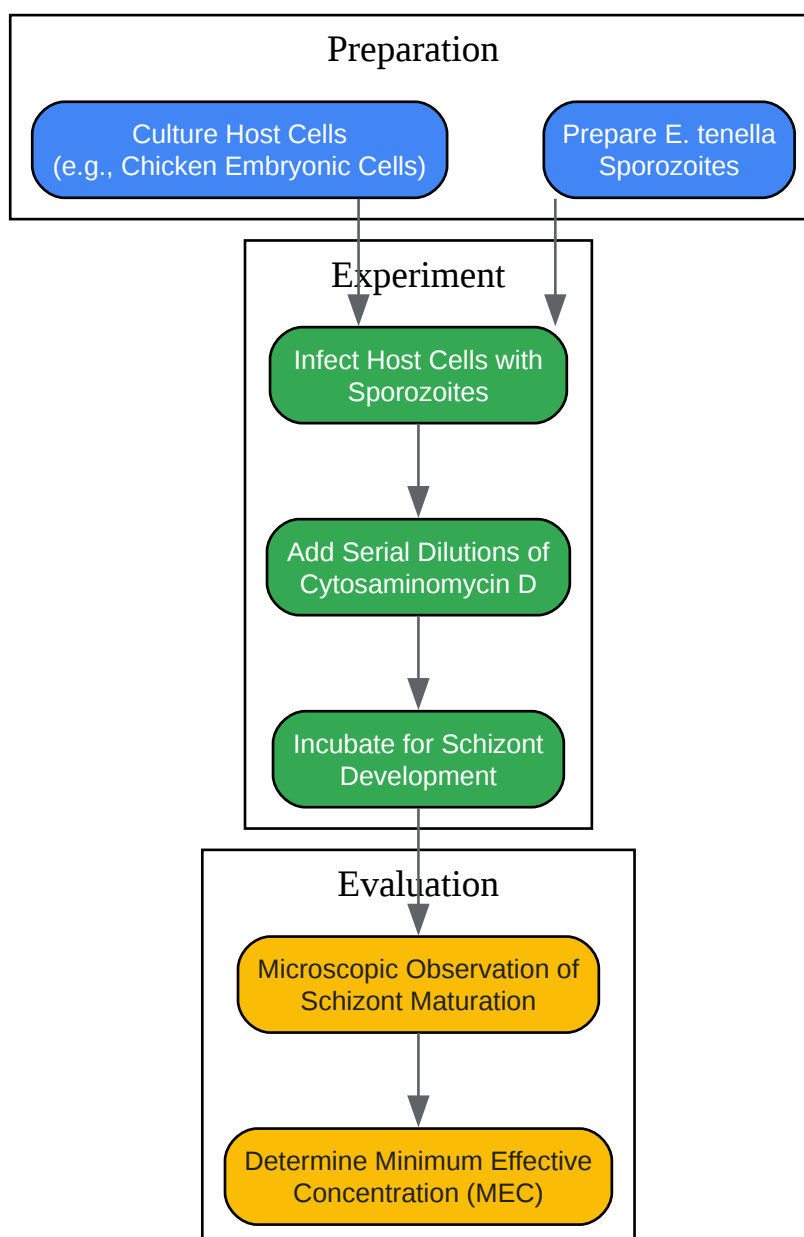 Preparation
Culture Host Cells
(e.g., Chicken Embryonic Cells)
Prepare E. tenella
Sporozoites
Experiment
Infect Host Cells with
Sporozoites
Add Serial Dilutions of
Cytosaminomycin D
Incubate for Schizont
Development
Evaluation
Microscopic Observation of
Schizont Maturation
Determine Minimum Effective
Concentration (MEC)